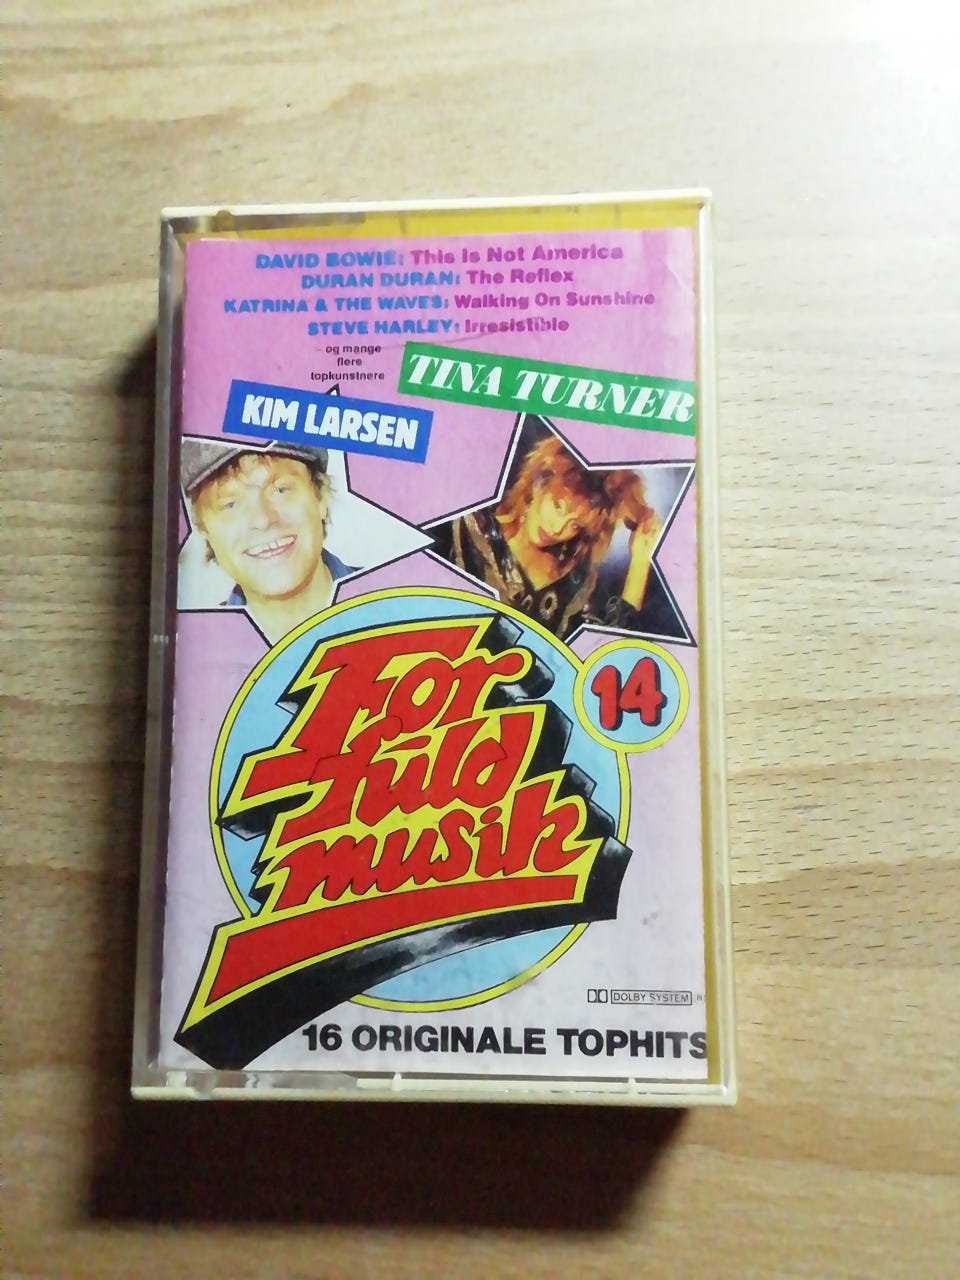 DAVID BOWIE: This Is Not America
DURAN DURAN: The Reflex
KATRINA & THE WAVES: Walking On Sunshine
STEVE HARLEY: Irresistible
- og mange
flere
topkunstnere
TINA TURNER
KIM LARSEN
For
fuld
musik
14
DOLBY SYSTEM
16 ORIGINALE TOPHITS